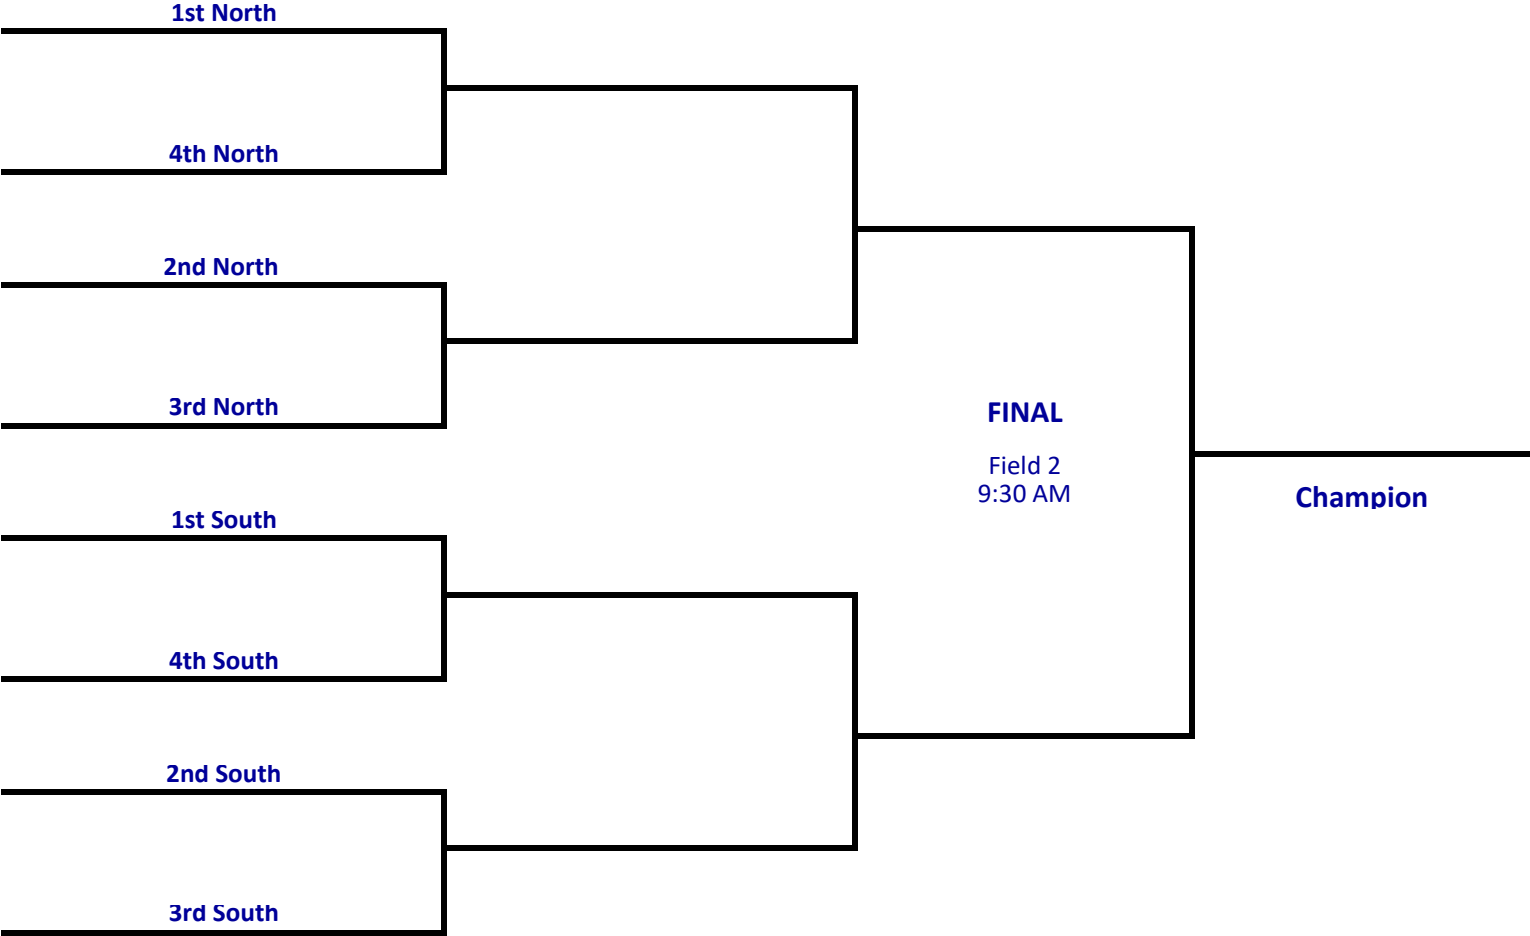 1st North
4th North
2nd North
3rd North
FINAL
Field 2
9:30 AM
Champion
1st South
4th South
2nd South
3rd South